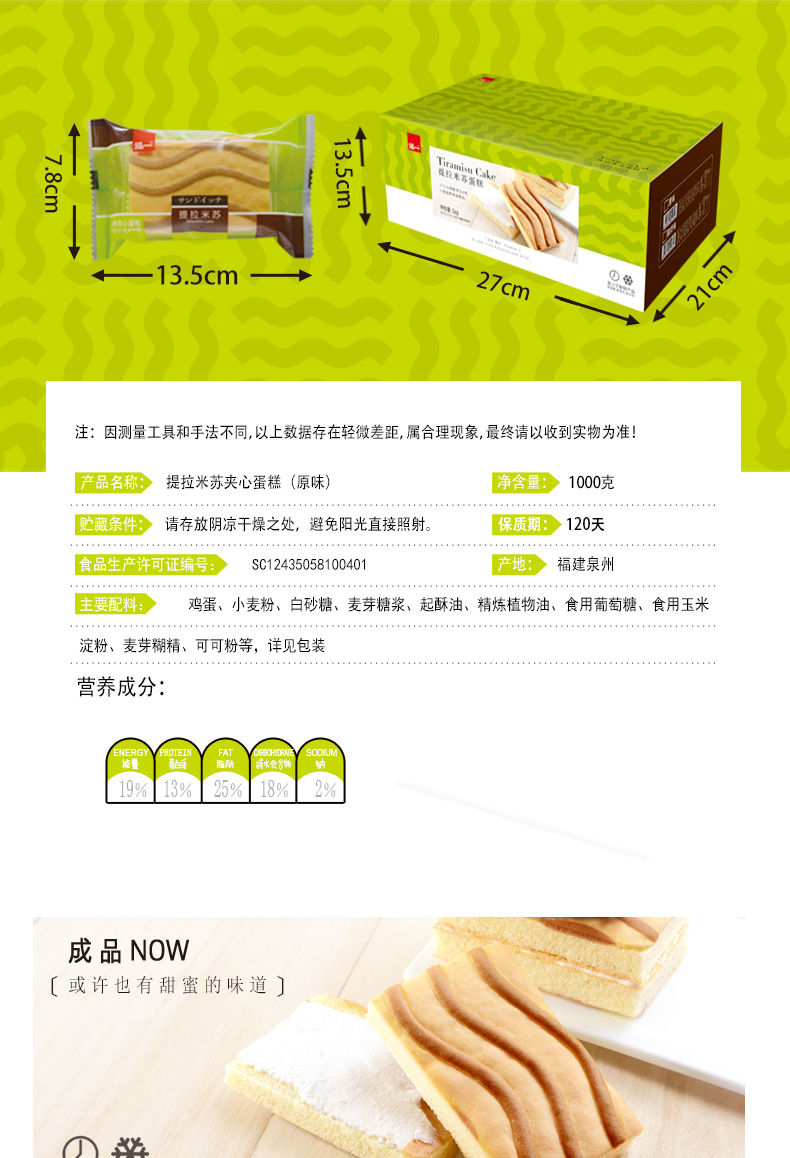 7.8cm
13.5cm
サンドイッチ
提拉米苏
13.5cm
Tiramisu Cake
提拉米苏蛋糕
27cm
21cm
注：因测量工具和手法不同,以上数据存在轻微差距,属合理现象,最终请以收到实物为准!
产品名称： 提拉米苏夹心蛋糕（原味） 净含量： 1000克
贮藏条件： 请存放阴凉干燥之处，避免阳光直接照射。 保质期： 120天
食品生产许可证编号： SC12435058100401 产地： 福建泉州
主要配料： 鸡蛋、小麦粉、白砂糖、麦芽糖浆、起酥油、精炼植物油、食用葡萄糖、食用玉米
淀粉、麦芽糊精、可可粉等，详见包装
营养成分：
ENERGY PROTEIN FAT CARBOHYDRATE SODIUM
能量 蛋白质 脂肪 碳水化合物 钠
19% 13% 25% 18% 2%
成品NOW
〔或许也有甜蜜的味道〕